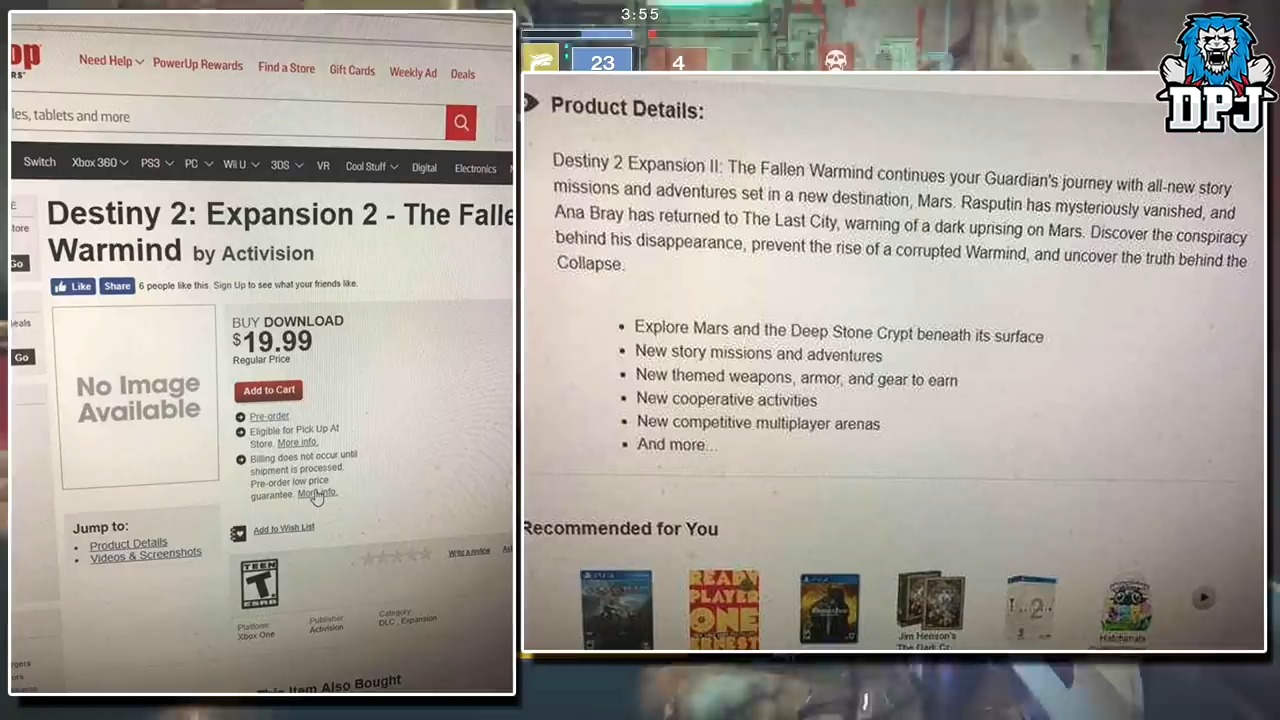 3:55
23
4
DPJ
op
RS'
Need Help
PowerUp Rewards
Find a Store
Gift Cards
Weekly Ad
Deals
les, tablets and more
Switch
Xbox 360
PS3
PC
Wii U
3DS
VR
Cool Stuff
Digital
Electronics
Destiny 2: Expansion 2 - The Falle
Warmind by Activision
Like
Share
6 people like this. Sign Up to see what your friends like.
tore
Go
eals
Go
No Image
Available
BUY DOWNLOAD
$19.99
Regular Price
Add to Cart
Pre-order
Eligible for Pick Up At
Store. More info.
Billing does not occur until
shipment is processed.
Pre-order low price
guarantee. More info.
Add to Wish List
Jump to:
• Product Details
• Videos & Screenshots
TEEN
T
ESRB
Write a review
As
Platform:
Xbox One
Publisher
Activision
Category
DLC , Expansion
This Item Also Bought
Product Details:
Destiny 2 Expansion II: The Fallen Warmind continues your Guardian's journey with all-new story
missions and adventures set in a new destination, Mars. Rasputin has mysteriously vanished, and
Ana Bray has returned to The Last City, warning of a dark uprising on Mars. Discover the conspiracy
behind his disappearance, prevent the rise of a corrupted Warmind, and uncover the truth behind the
Collapse.
• Explore Mars and the Deep Stone Crypt beneath its surface
• New story missions and adventures
• New themed weapons, armor, and gear to earn
• New cooperative activities
• New competitive multiplayer arenas
• And more...
Recommended for You
READY
PLAYER
ONE
Jim Henson's
The Dark Cr
Hatchimals